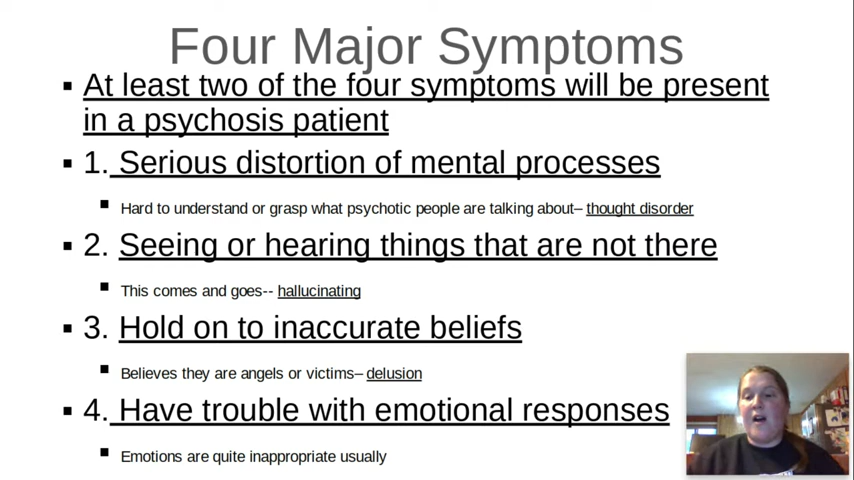 Four Major Symptoms
▪ At least two of the four symptoms will be present
in a psychosis patient
▪ 1. Serious distortion of mental processes
▪ Hard to understand or grasp what psychotic people are talking about– thought disorder
▪ 2. Seeing or hearing things that are not there
▪ This comes and goes-- hallucinating
▪ 3. Hold on to inaccurate beliefs
▪ Believes they are angels or victims– delusion
▪ 4. Have trouble with emotional responses
▪ Emotions are quite inappropriate usually